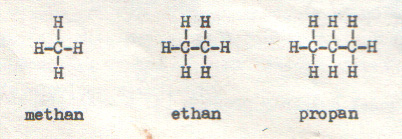 H H H H H H
H-C-H H-C-C-H H-C-C-C-H
H H H H H H
methan ethan propan